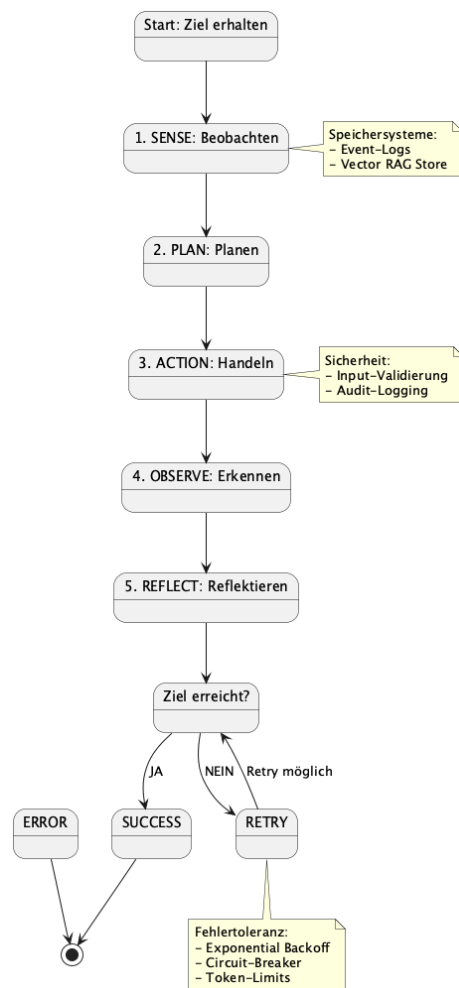 Start: Ziel erhalten
1. SENSE: Beobachten
Speichersysteme:
- Event-Logs
- Vector RAG Store
2. PLAN: Planen
3. ACTION: Handeln
Sicherheit:
- Input-Validierung
- Audit-Logging
4. OBSERVE: Erkennen
5. REFLECT: Reflektieren
Ziel erreicht?
JA
NEIN
Retry möglich
ERROR
SUCCESS
RETRY
Fehlertoleranz:
- Exponential Backoff
- Circuit-Breaker
- Token-Limits